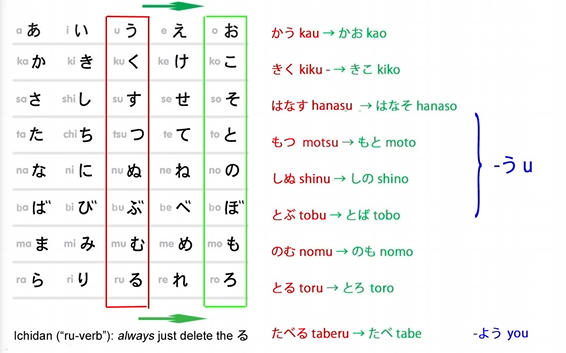 a あ i い u う e え o お
ka か ki き ku く ke け ko こ
sa さ shi し su す se せ so そ
ta た chi ち tsu つ te て to と
na な ni に nu ぬ ne ね no の
ba ば bi び bu ぶ be べ bo ぼ
ma ま mi み mu む me め mo も
ra ら ri り ru る re れ ro ろ
かう kau → かお kao
きく kiku - → きこ kiko
はなす hanasu → はなそ hanaso
もつ motsu → もと moto
しぬ shinu → しの shino
とぶ tobu → とば tobo
のむ nomu → のも nomo
とる toru → とろ toro
-う u
Ichidan ("ru-verb"): always just delete the る
たべる taberu → たべ tabe
-よう you